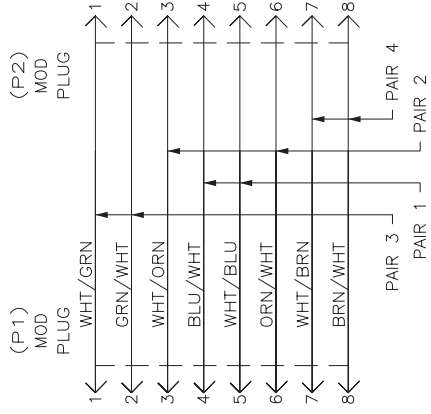 (P1)
MOD
PLUG
(P2)
MOD
PLUG
1 WHT/GRN 1
2 GRN/WHT 2
3 WHT/ORN 3
4 BLU/WHT 4
5 WHT/BLU 5
6 ORN/WHT 6
7 WHT/BRN 7
8 BRN/WHT 8
PAIR 3
PAIR 1
PAIR 2
PAIR 4